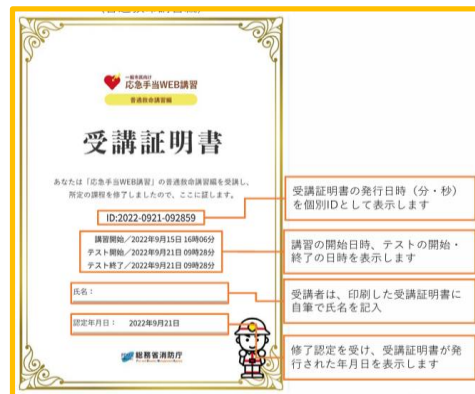 一般市民向け
応急手当WEB講習
普通救命講習編
受講証明書
あなたは「応急手当WEB講習」の普通救命講習編を受講し、
所定の課程を修了しましたので、ここに証します。
ID:2022-0921-092859
講習開始／2022年9月15日 16時06分
テスト開始／2022年9月21日 09時28分
テスト終了／2022年9月21日 09時28分
氏名：
認定年月日： 2022年9月21日
総務省消防庁
受講証明書の発行日時（分・秒）
を個別IDとして表示します
講習の開始日時、テストの開始・
終了の日時を表示します
受講者は、印刷した受講証明書に
自筆で氏名を記入
修了認定を受け、受講証明書が発
行された年月日を表示します